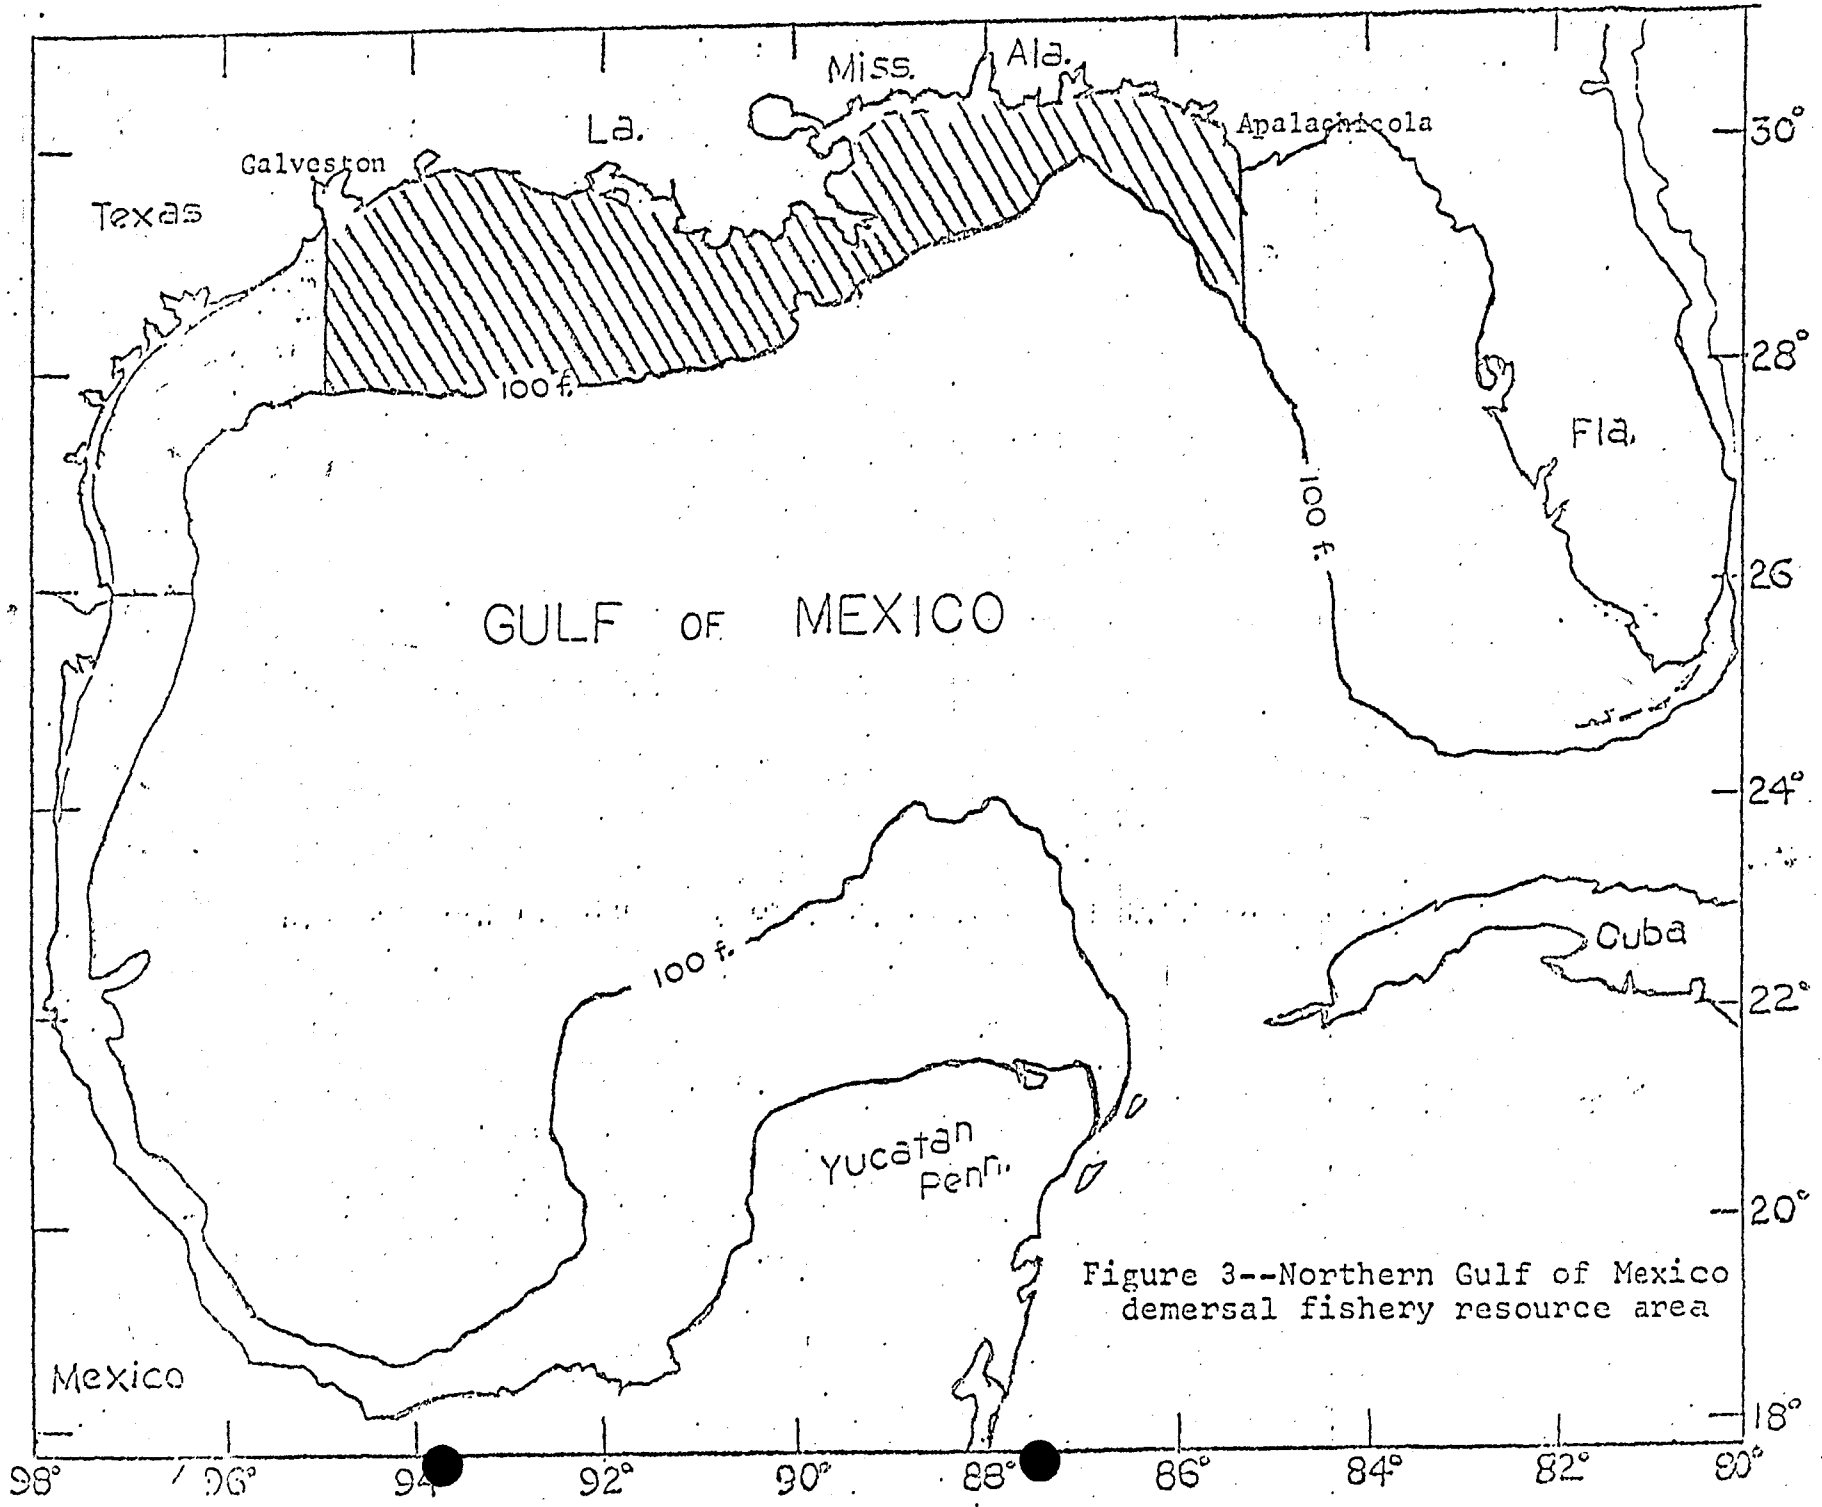 Miss.
Ala.
La.
Apalachicola
30°
Galveston
Texas
28°
100 f.
Fla.
100 f.
26
GULF OF MEXICO
24°
Cuba
100 f.
22°
Yucatan
Penn.
20°
Figure 3--Northern Gulf of Mexico
demersal fishery resource area
Mexico
18°
98° 96° 94 92° 90° 88° 86° 84° 82° 80°